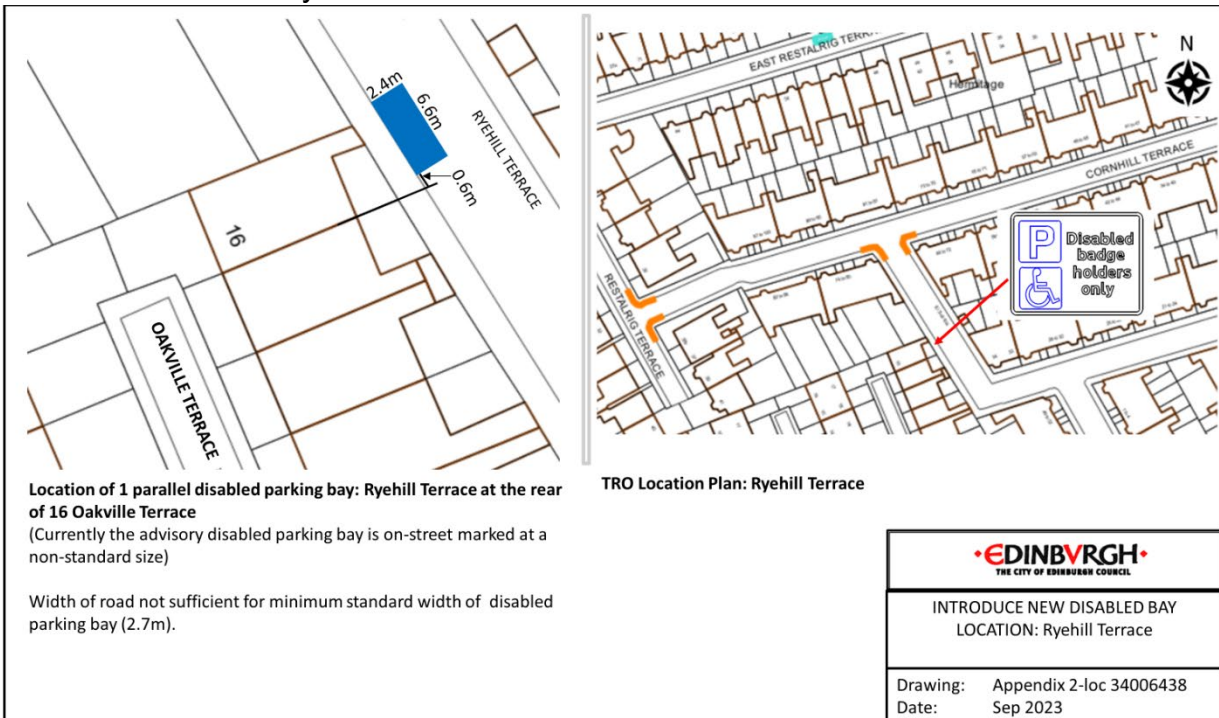 2.4m
6.6m
RYEHILL TERRACE
0.6m
16
OAKVILLE TERRACE
EAST RESTALRIG TERRA
Hermitage
N
CORNHILL TERRACE
RESTALRIG TERRACE
P
Disabled
badge
holders
only
Location of 1 parallel disabled parking bay: Ryehill Terrace at the rear
of 16 Oakville Terrace
(Currently the advisory disabled parking bay is on-street marked at a
non-standard size)
Width of road not sufficient for minimum standard width of disabled
parking bay (2.7m).
TRO Location Plan: Ryehill Terrace
•EDINBVRGH•
THE CITY OF EDINBURGH COUNCIL
INTRODUCE NEW DISABLED BAY
LOCATION: Ryehill Terrace
Drawing: Appendix 2-loc 34006438
Date: Sep 2023